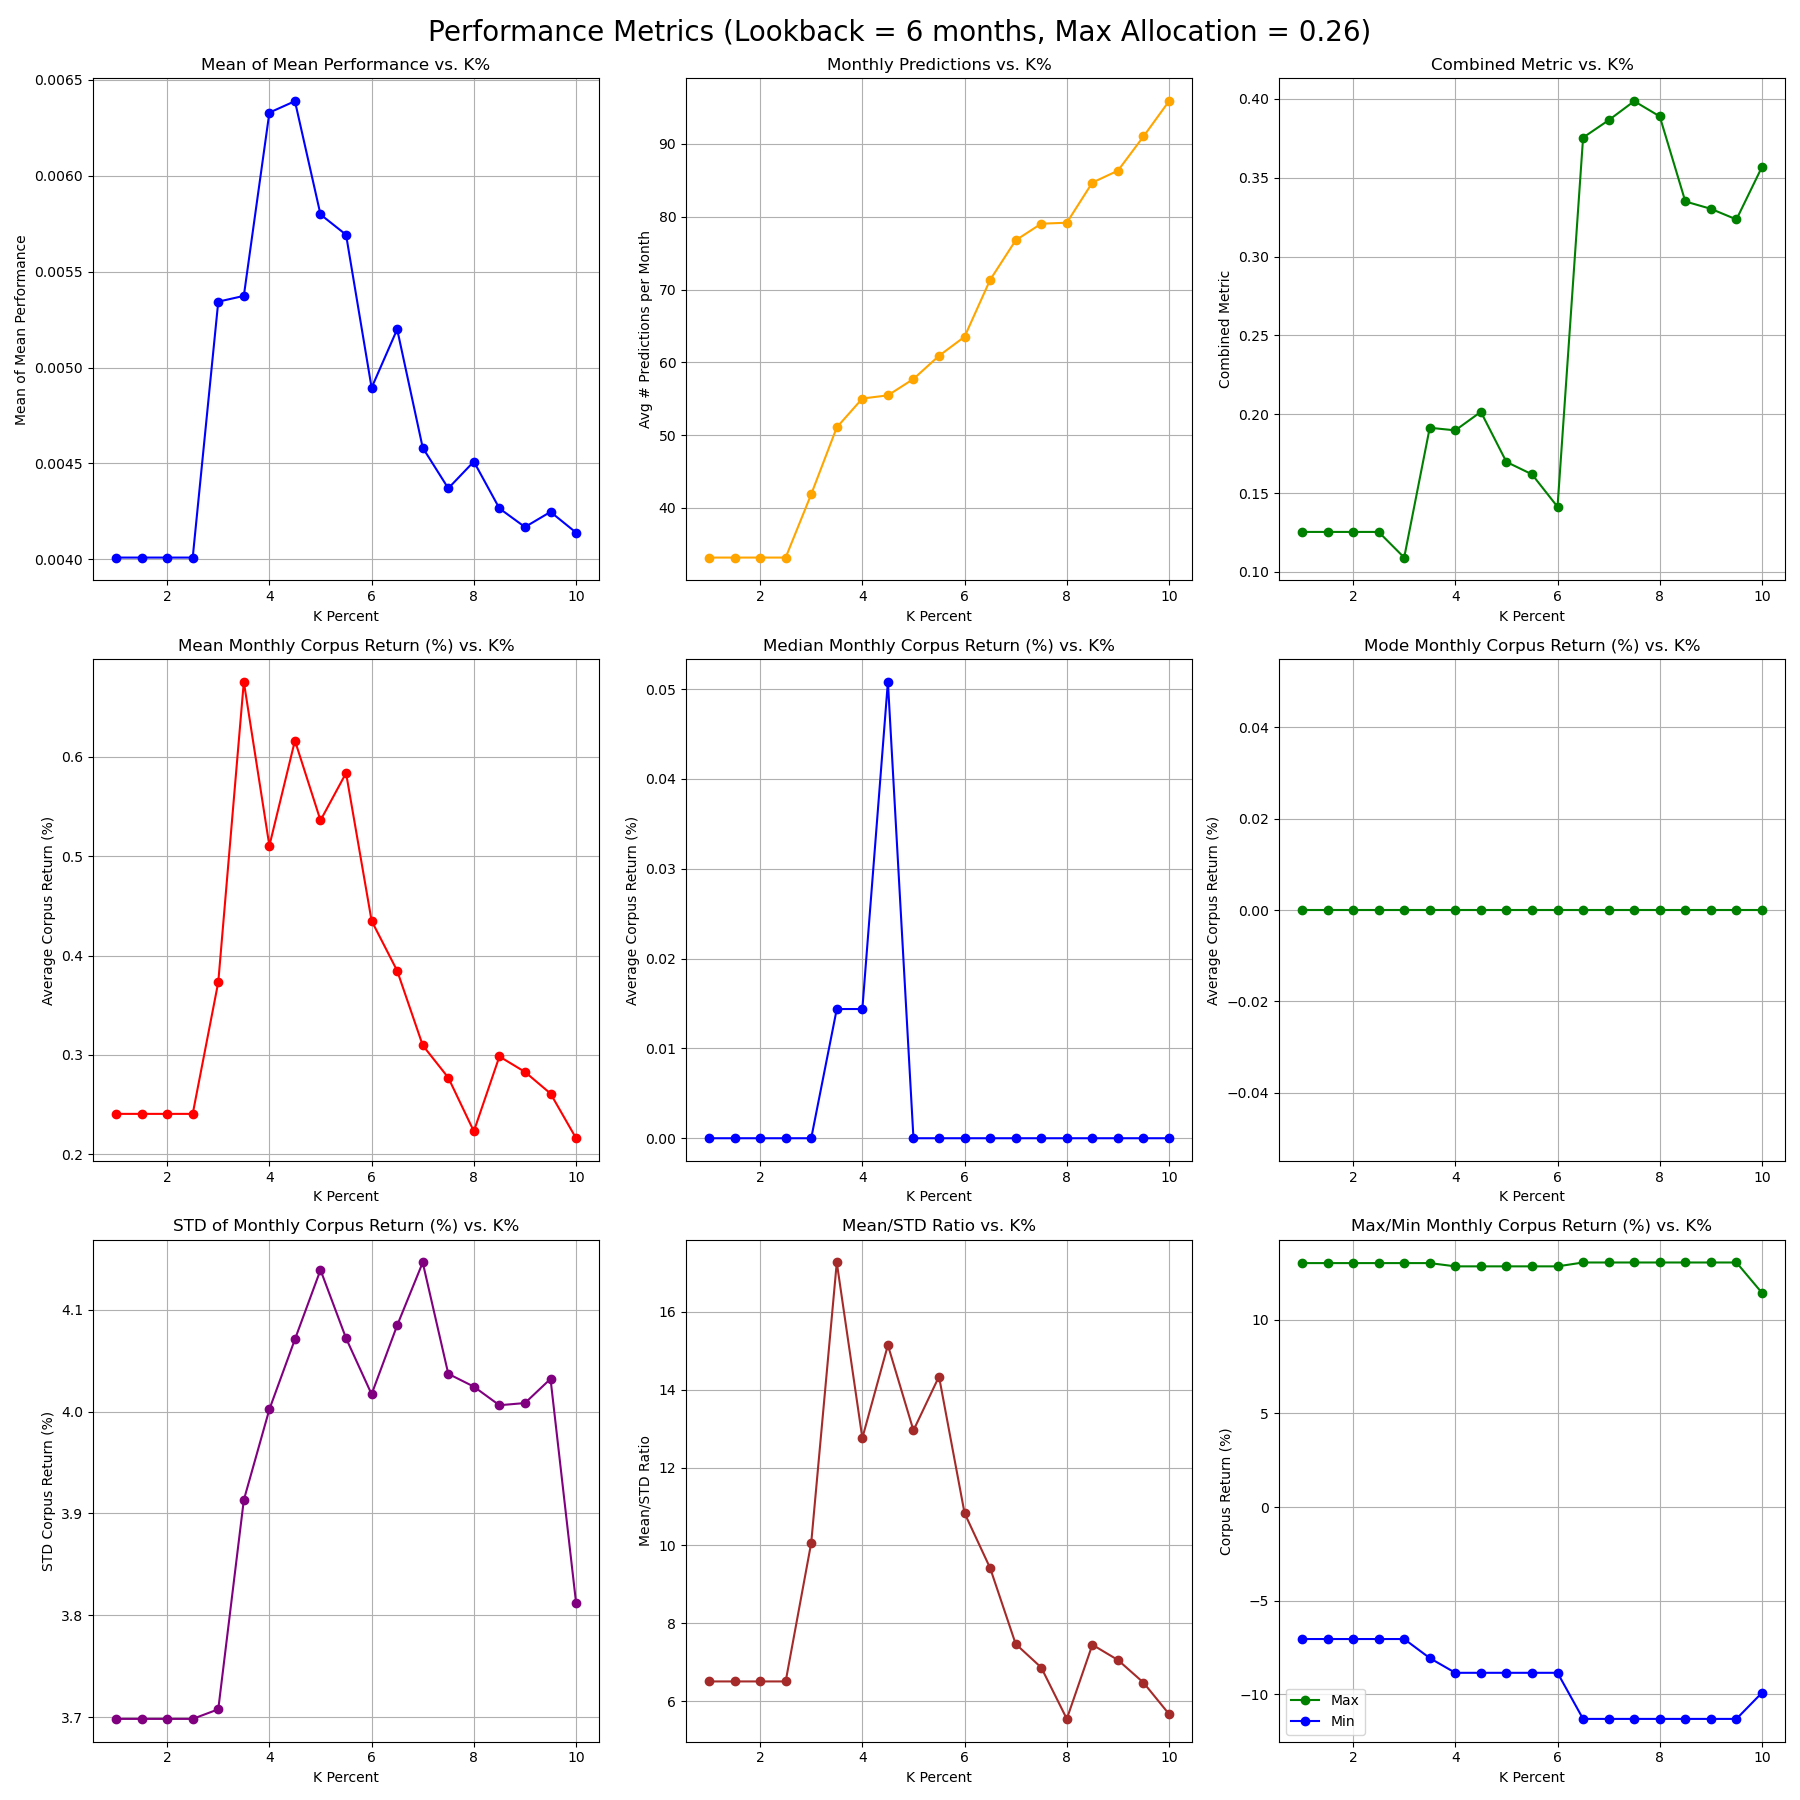 Performance Metrics (Lookback = 6 months, Max Allocation = 0.26)
Mean of Mean Performance vs. K%
Mean of Mean Performance
0.0065
0.0060
0.0055
0.0050
0.0045
0.0040
2 4 6 8 10
K Percent
Monthly Predictions vs. K%
Avg # Predictions per Month
90
80
70
60
50
40
2 4 6 8 10
K Percent
Combined Metric vs. K%
Combined Metric
0.40
0.35
0.30
0.25
0.20
0.15
0.10
2 4 6 8 10
K Percent
Mean Monthly Corpus Return (%) vs. K%
Average Corpus Return (%)
0.6
0.5
0.4
0.3
0.2
2 4 6 8 10
K Percent
Median Monthly Corpus Return (%) vs. K%
Average Corpus Return (%)
0.05
0.04
0.03
0.02
0.01
0.00
2 4 6 8 10
K Percent
Mode Monthly Corpus Return (%) vs. K%
Average Corpus Return (%)
0.04
0.02
0.00
−0.02
−0.04
2 4 6 8 10
K Percent
STD of Monthly Corpus Return (%) vs. K%
STD Corpus Return (%)
4.1
4.0
3.9
3.8
3.7
2 4 6 8 10
K Percent
Mean/STD Ratio vs. K%
Mean/STD Ratio
16
14
12
10
8
6
2 4 6 8 10
K Percent
Max/Min Monthly Corpus Return (%) vs. K%
Corpus Return (%)
10
5
0
−5
−10
Max
Min
2 4 6 8 10
K Percent